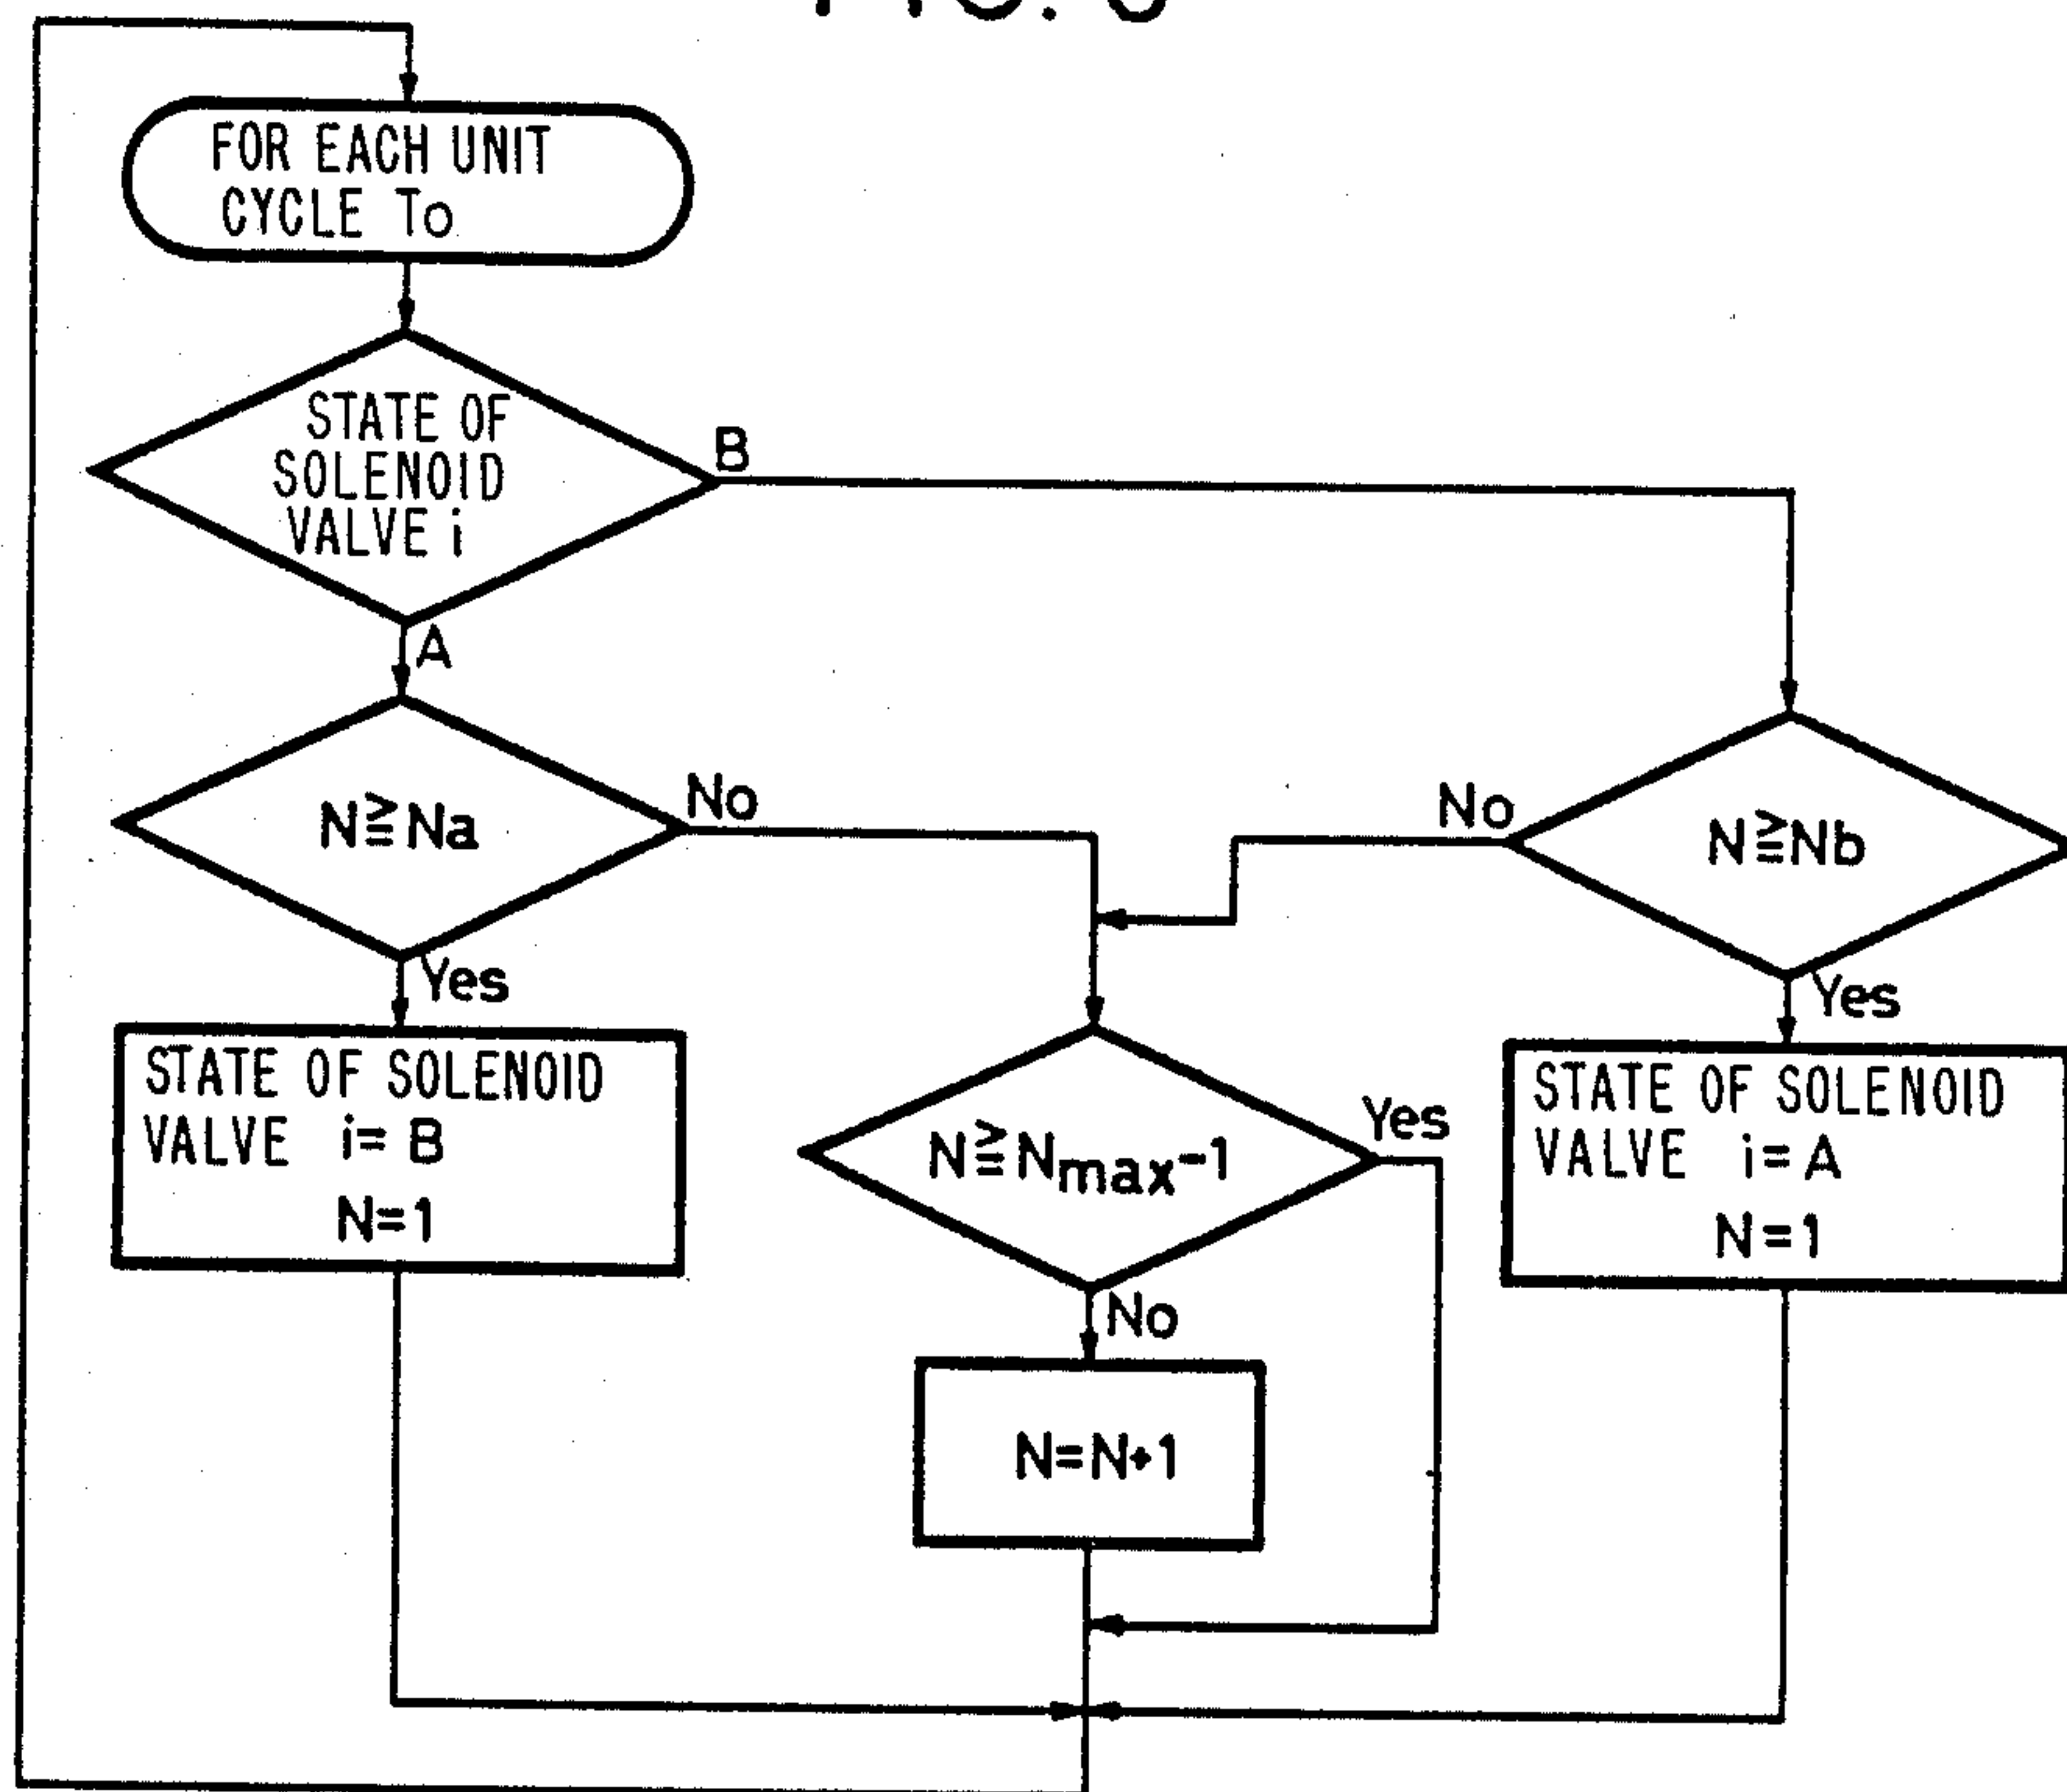 FOR EACH UNIT
CYCLE To
STATE OF
SOLENOID
VALVE i
B
A
N≧Na
No
Yes
No
N≧Nb
Yes
STATE OF SOLENOID
VALVE i=B
N=1
N≧Nmax-1
Yes
No
STATE OF SOLENOID
VALVE i=A
N=1
N=N+1